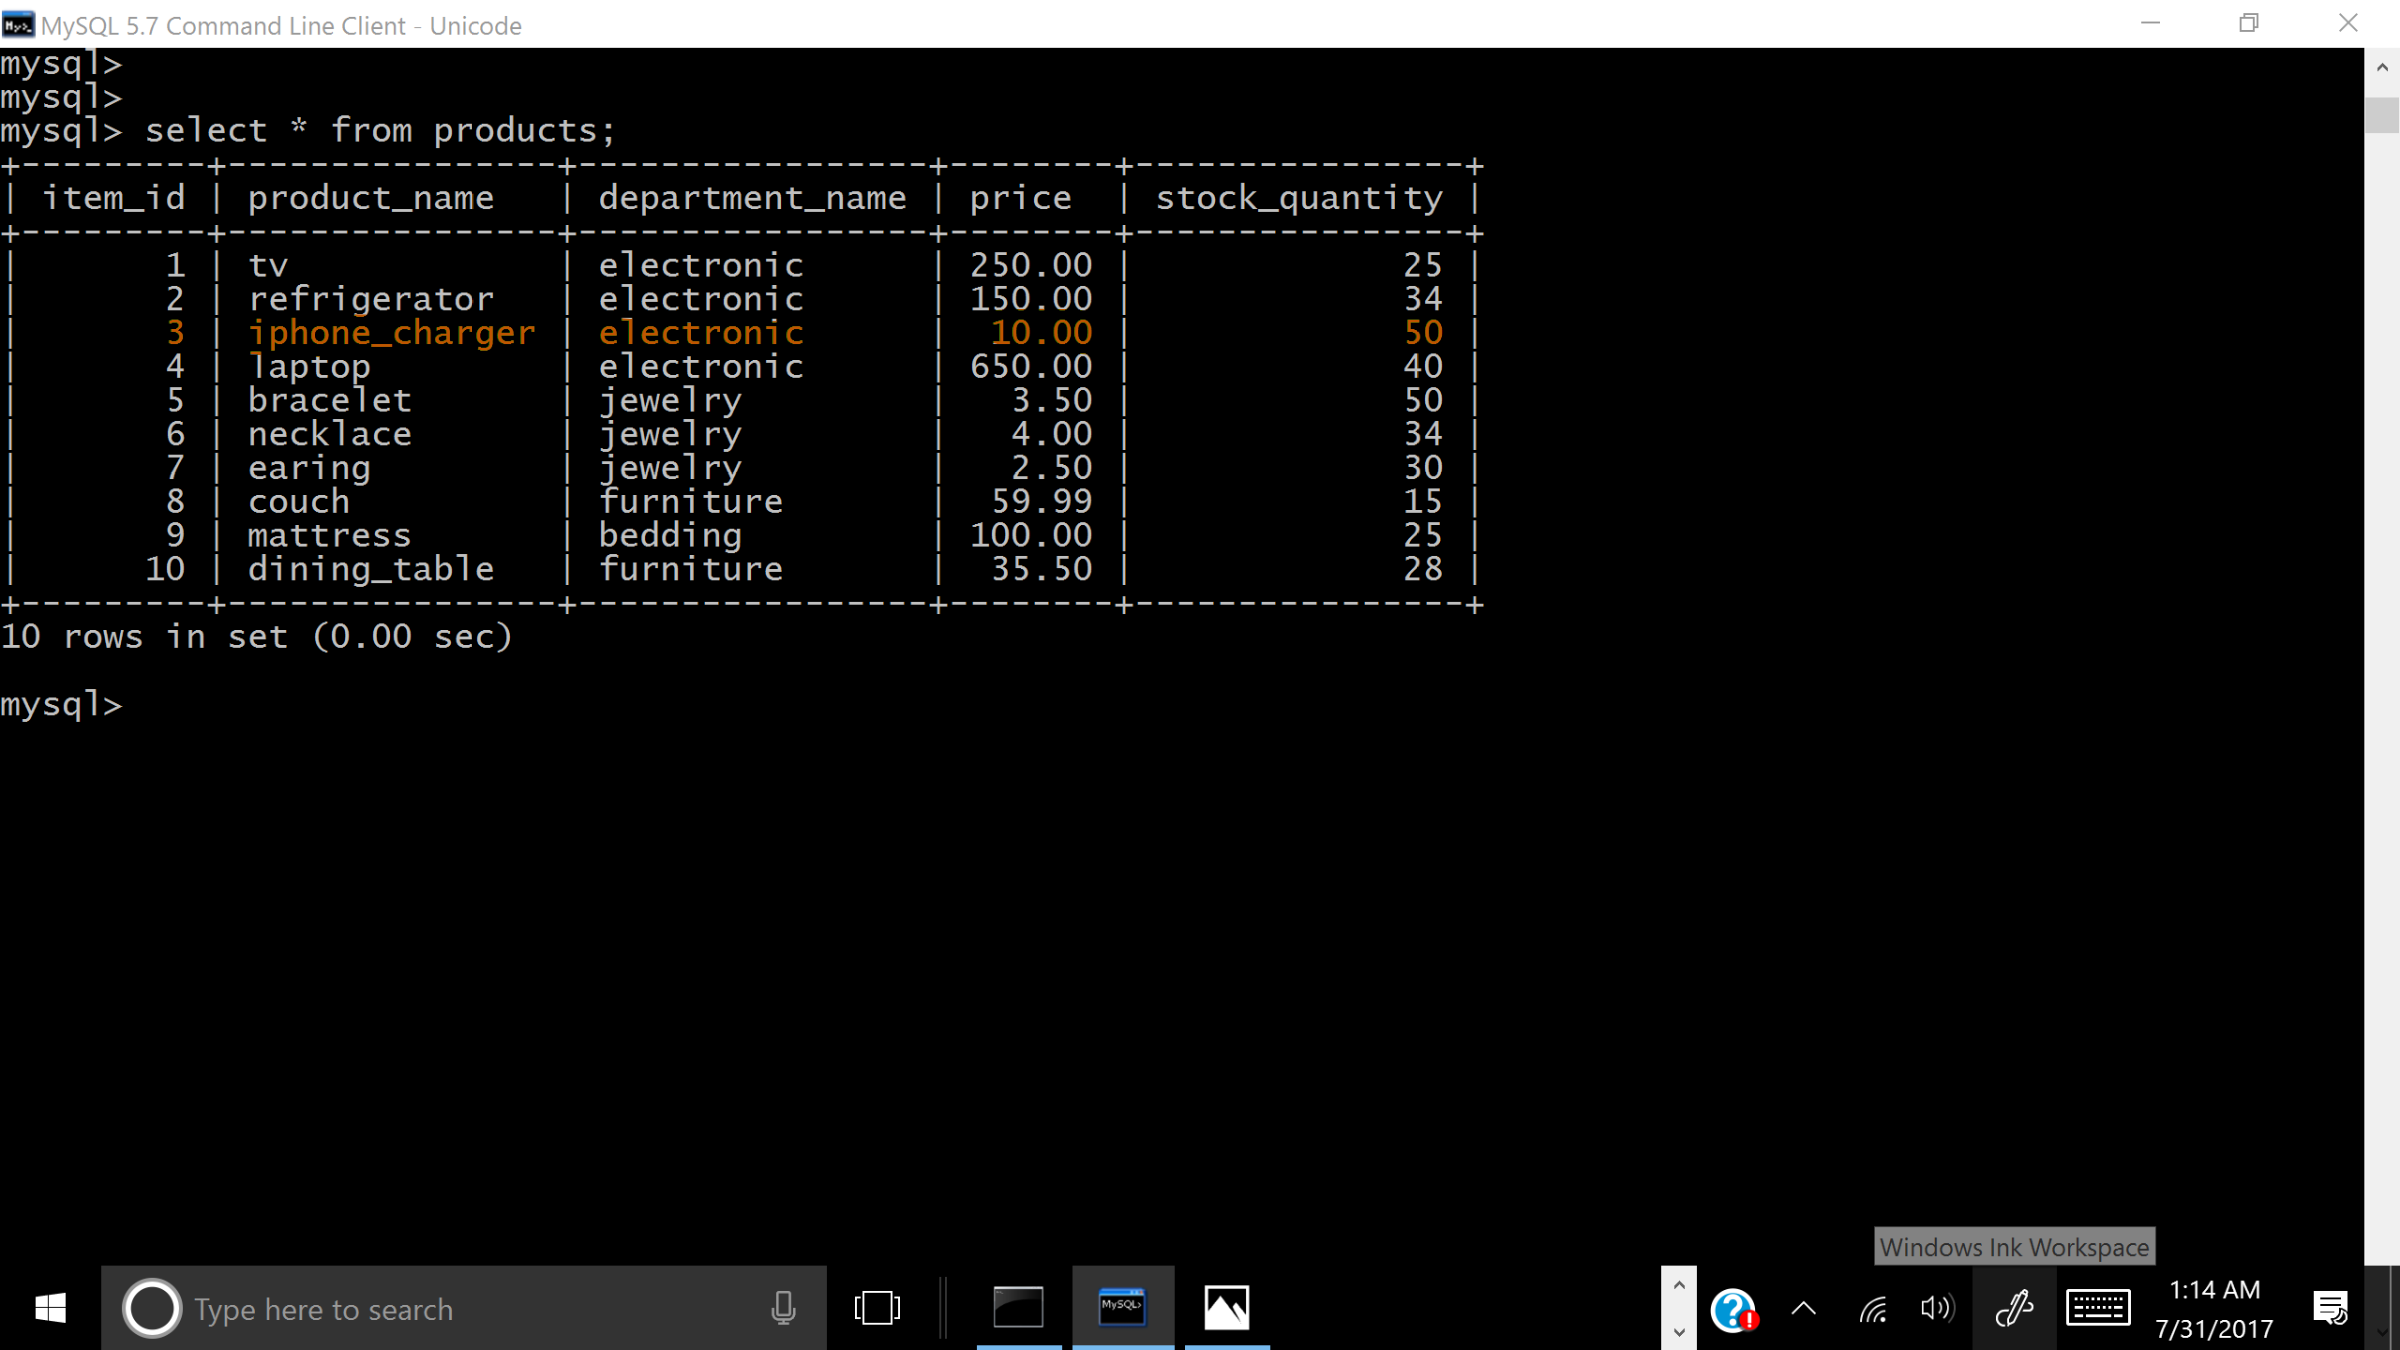 MySQL 5.7 Command Line Client - Unicode
mysql>
mysql>
mysql> select * from products;
+---------+----------------+-----------------+--------+----------------+
| item_id | product_name   | department_name | price  | stock_quantity |
+---------+----------------+-----------------+--------+----------------+
|       1 | tv             | electronic      | 250.00 |             25 |
|       2 | refrigerator   | electronic      | 150.00 |             34 |
|       3 | iphone_charger | electronic      |  10.00 |             50 |
|       4 | laptop         | electronic      | 650.00 |             40 |
|       5 | bracelet       | jewelry         |   3.50 |             50 |
|       6 | necklace       | jewelry         |   4.00 |             34 |
|       7 | earing         | jewelry         |   2.50 |             30 |
|       8 | couch          | furniture       |  59.99 |             15 |
|       9 | mattress       | bedding         | 100.00 |             25 |
|      10 | dining_table   | furniture       |  35.50 |             28 |
+---------+----------------+-----------------+--------+----------------+
10 rows in set (0.00 sec)
mysql>
Windows Ink Workspace
Type here to search
MySQL>
1:14 AM
7/31/2017